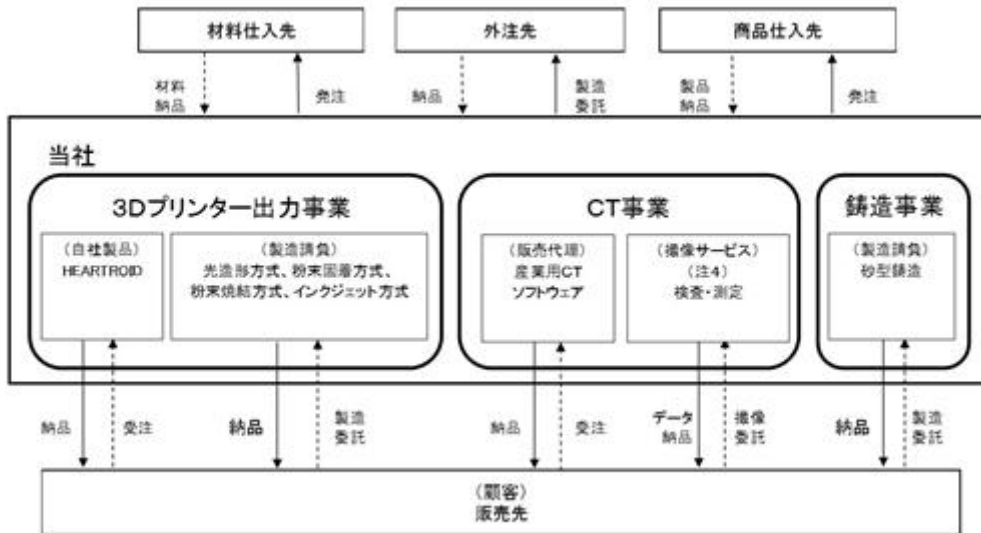 材料仕入先
外注先
商品仕入先
材料
納品
発注
納品
製造
委託
製品
納品
発注
当社
3Dプリンター出力事業
CT事業
鋳造事業
（自社製品）
HEARTROID
（製造請負）
光造形方式、粉末固着方式、
粉末焼結方式、インクジェット方式
（販売代理）
産業用CT
ソフトウェア
（撮像サービス）
（注4）
検査・測定
（製造請負）
砂型鋳造
納品
受注
納品
製造
委託
納品
受注
データ
納品
撮像
委託
納品
製造
委託
（顧客）
販売先